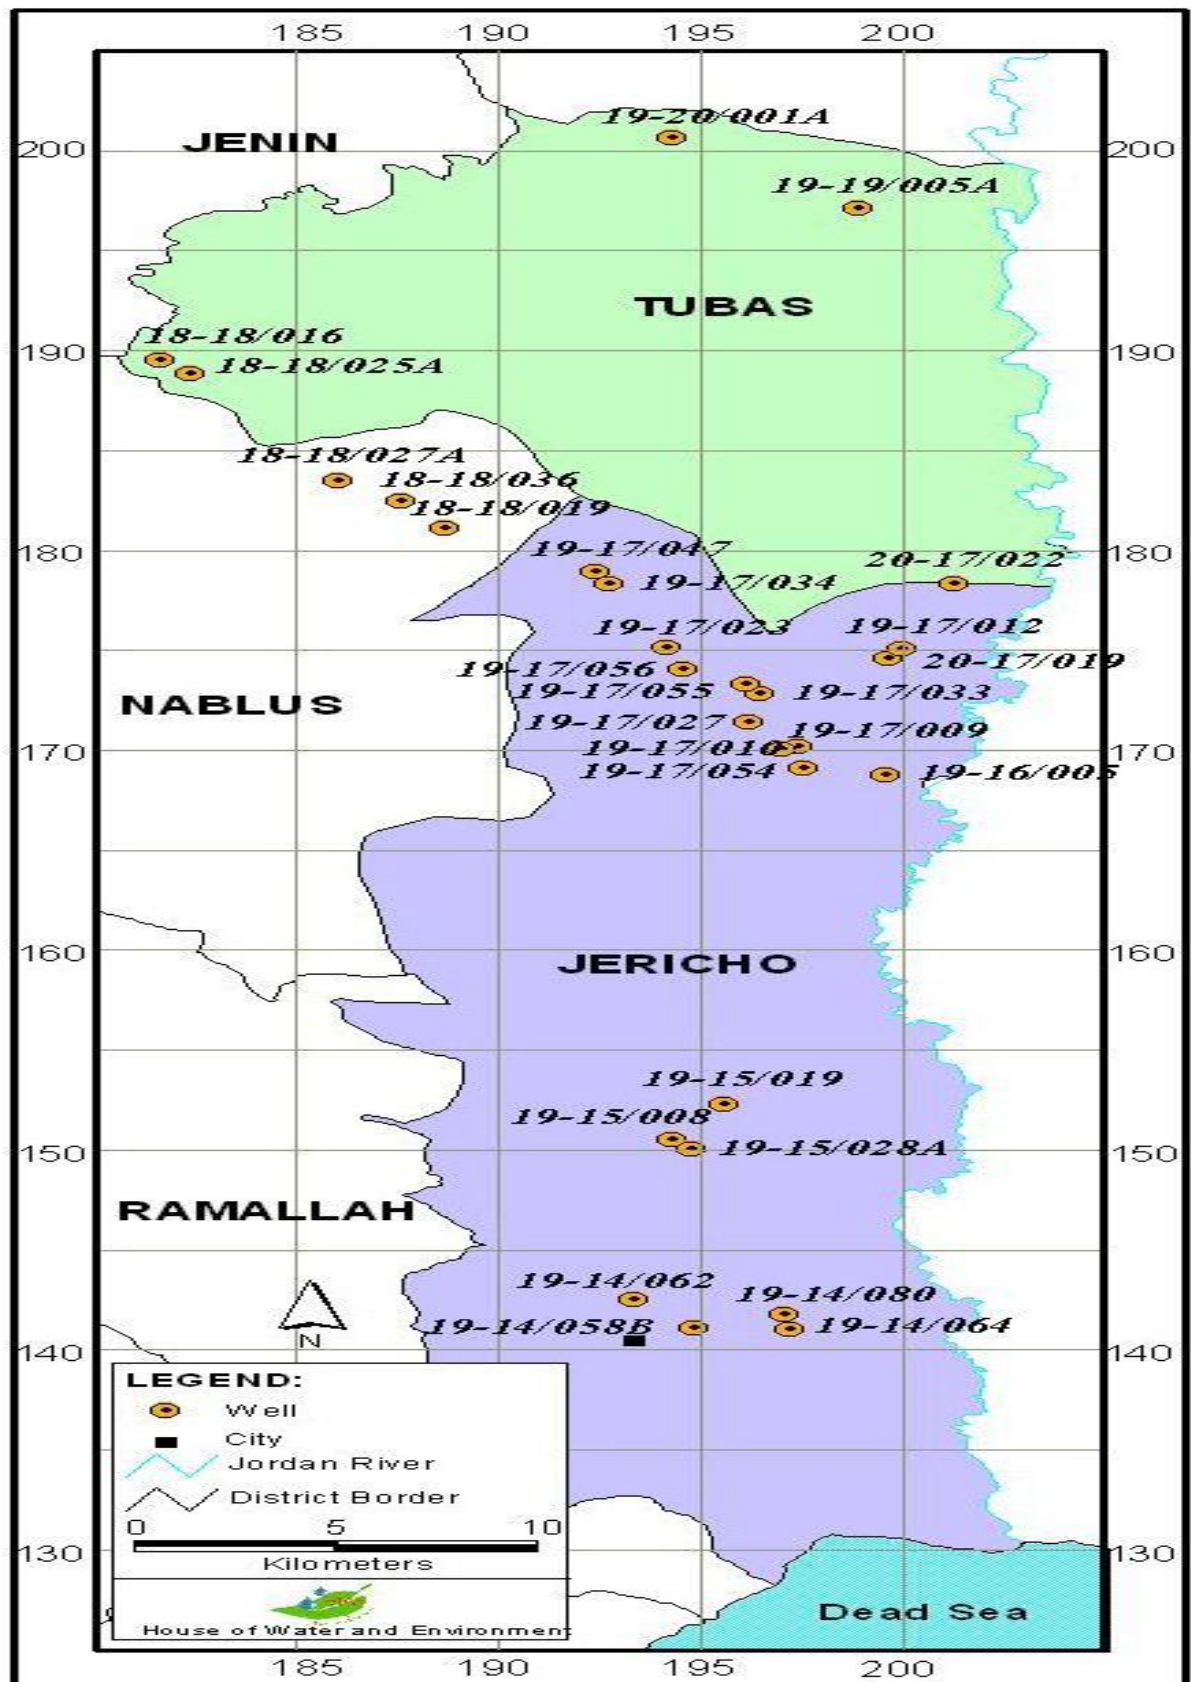 185 190 195 200
19-20/001A
JENIN
200 200
19-19/005A
TUBAS
18-18/016
190 190
18-18/025A
18-18/027A
18-18/036
18-18/019
19-17/047
180 180
20-17/022
19-17/034
19-17/023
19-17/012
19-17/056
20-17/019
19-17/055
19-17/033
NABLUS
19-17/027
19-17/009
19-17/010
170 170
19-17/054
19-16/005
160 160
JERICHO
19-15/019
19-15/008
19-15/028A
150 150
RAMALLAH
19-14/062
19-14/080
19-14/058B
19-14/064
N
140 140
LEGEND:
Well
City
Jordan River
District Border
0 5 10
Kilometers
130 130
Dead Sea
House of Water and Environment
185 190 195 200